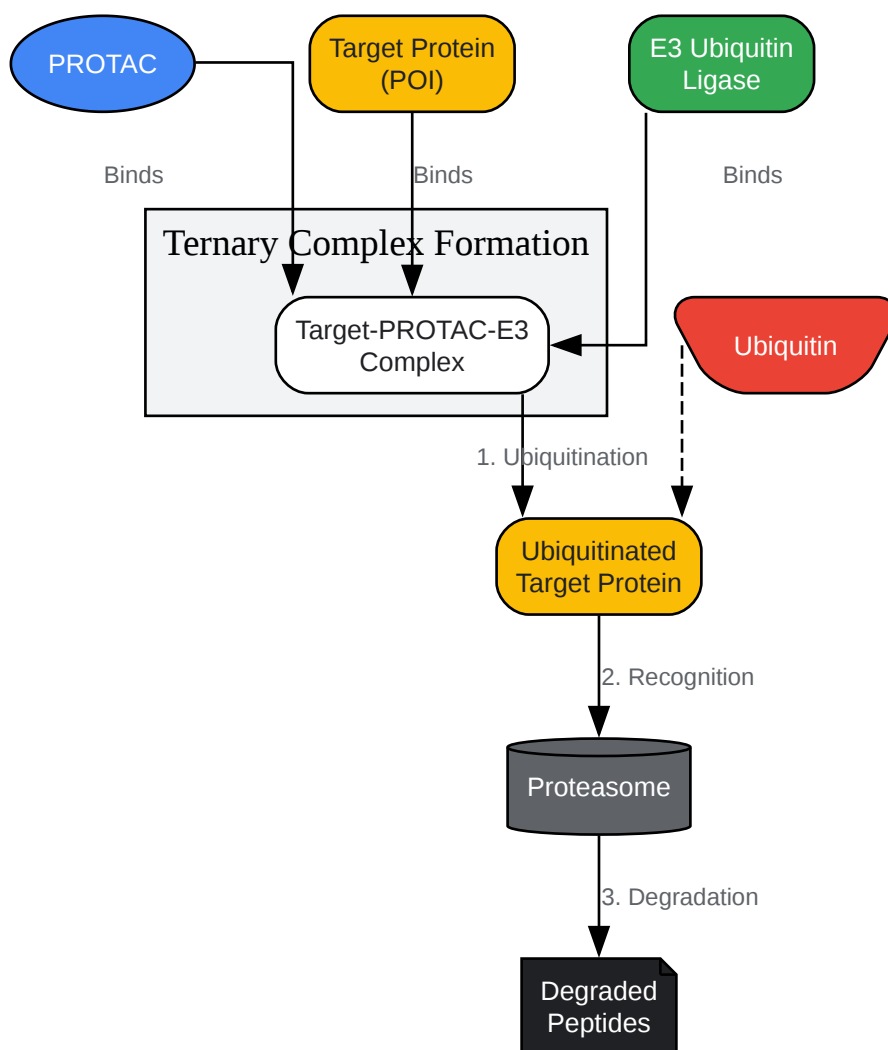 PROTAC
Target Protein
(POI)
E3 Ubiquitin
Ligase
Binds
Binds
Binds
Ternary Complex Formation
Target-PROTAC-E3
Complex
Ubiquitin
1. Ubiquitination
Ubiquitinated
Target Protein
2. Recognition
Proteasome
3. Degradation
Degraded
Peptides